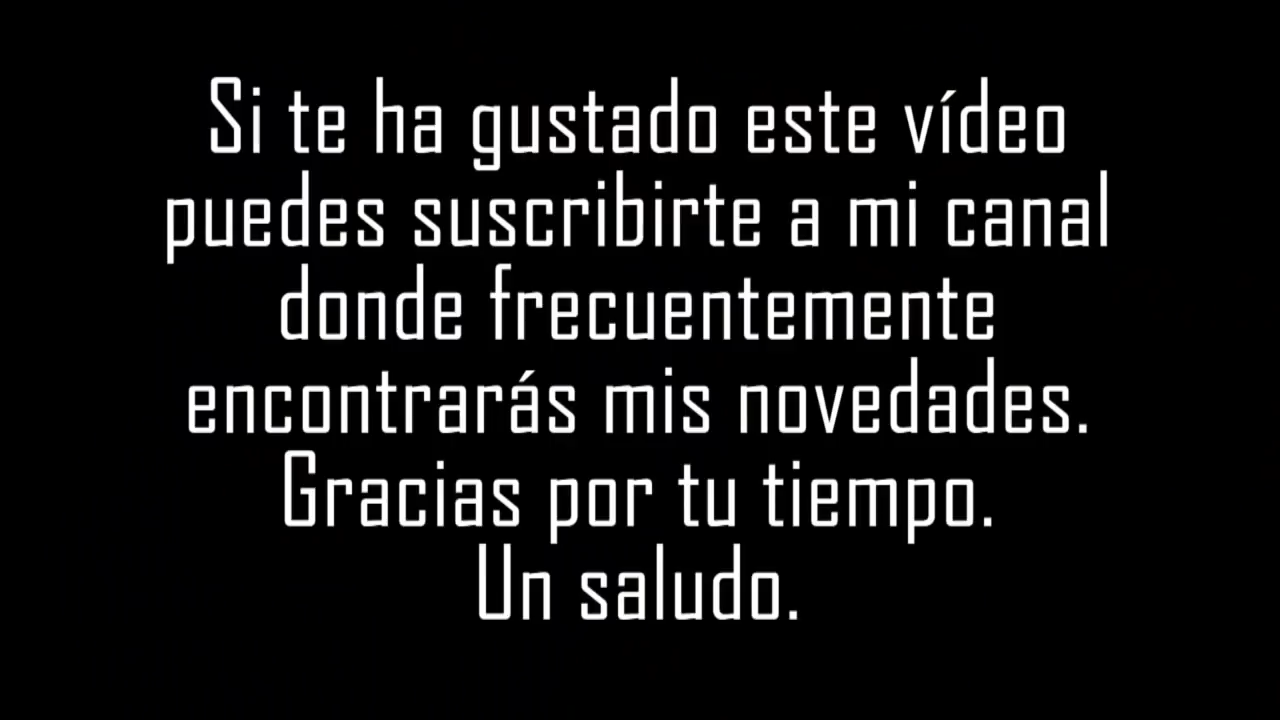 Si te ha gustado este vídeo
puedes suscribirte a mi canal
donde frecuentemente
encontrarás mis novedades.
Gracias por tu tiempo.
Un saludo.